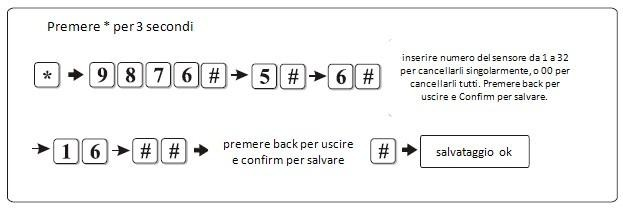 Premere * per 3 secondi
* 9 8 7 6 # 5 # 6 #
inserire numero del sensore da 1 a 32
per cancellarli singolarmente, o 00 per
cancellarli tutti. Premere back per
uscire e Confirm per salvare.
1 6 # #
premere back per uscire
e confirm per salvare
#
salvataggio ok